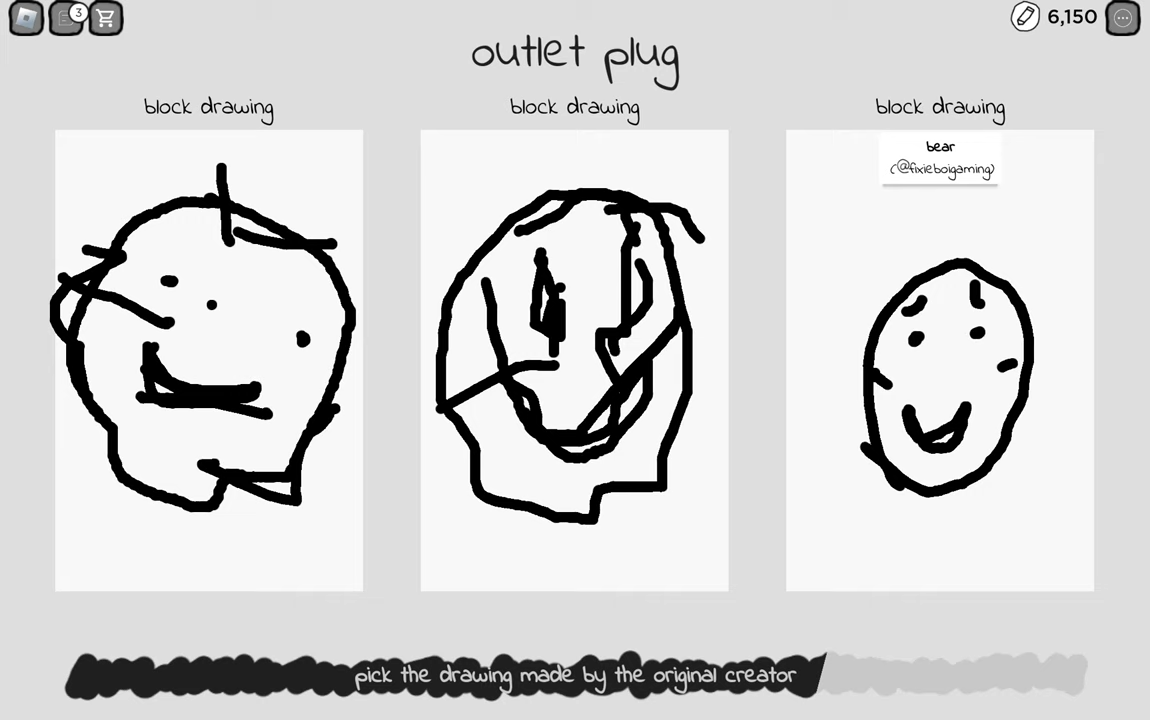 3
6,150
outlet plug
block drawing
block drawing
block drawing
bear
(@fixieboigaming)
pick the drawing made by the original creator